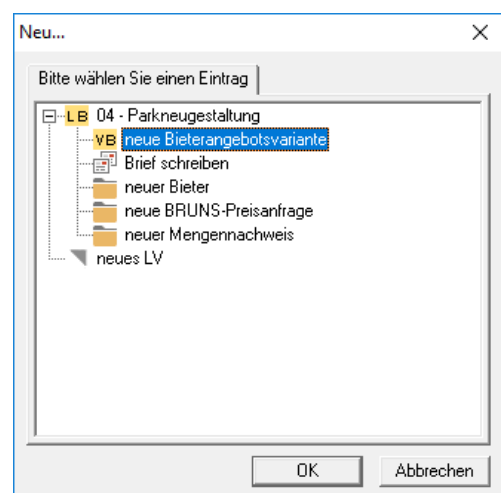 Neu...
Bitte wählen Sie einen Eintrag
LB 04 - Parkneugestaltung
VB neue Bieterangebotsvariante
Brief schreiben
neuer Bieter
neue BRUNS-Preisanfrage
neuer Mengennachweis
neues LV
OK Abbrechen